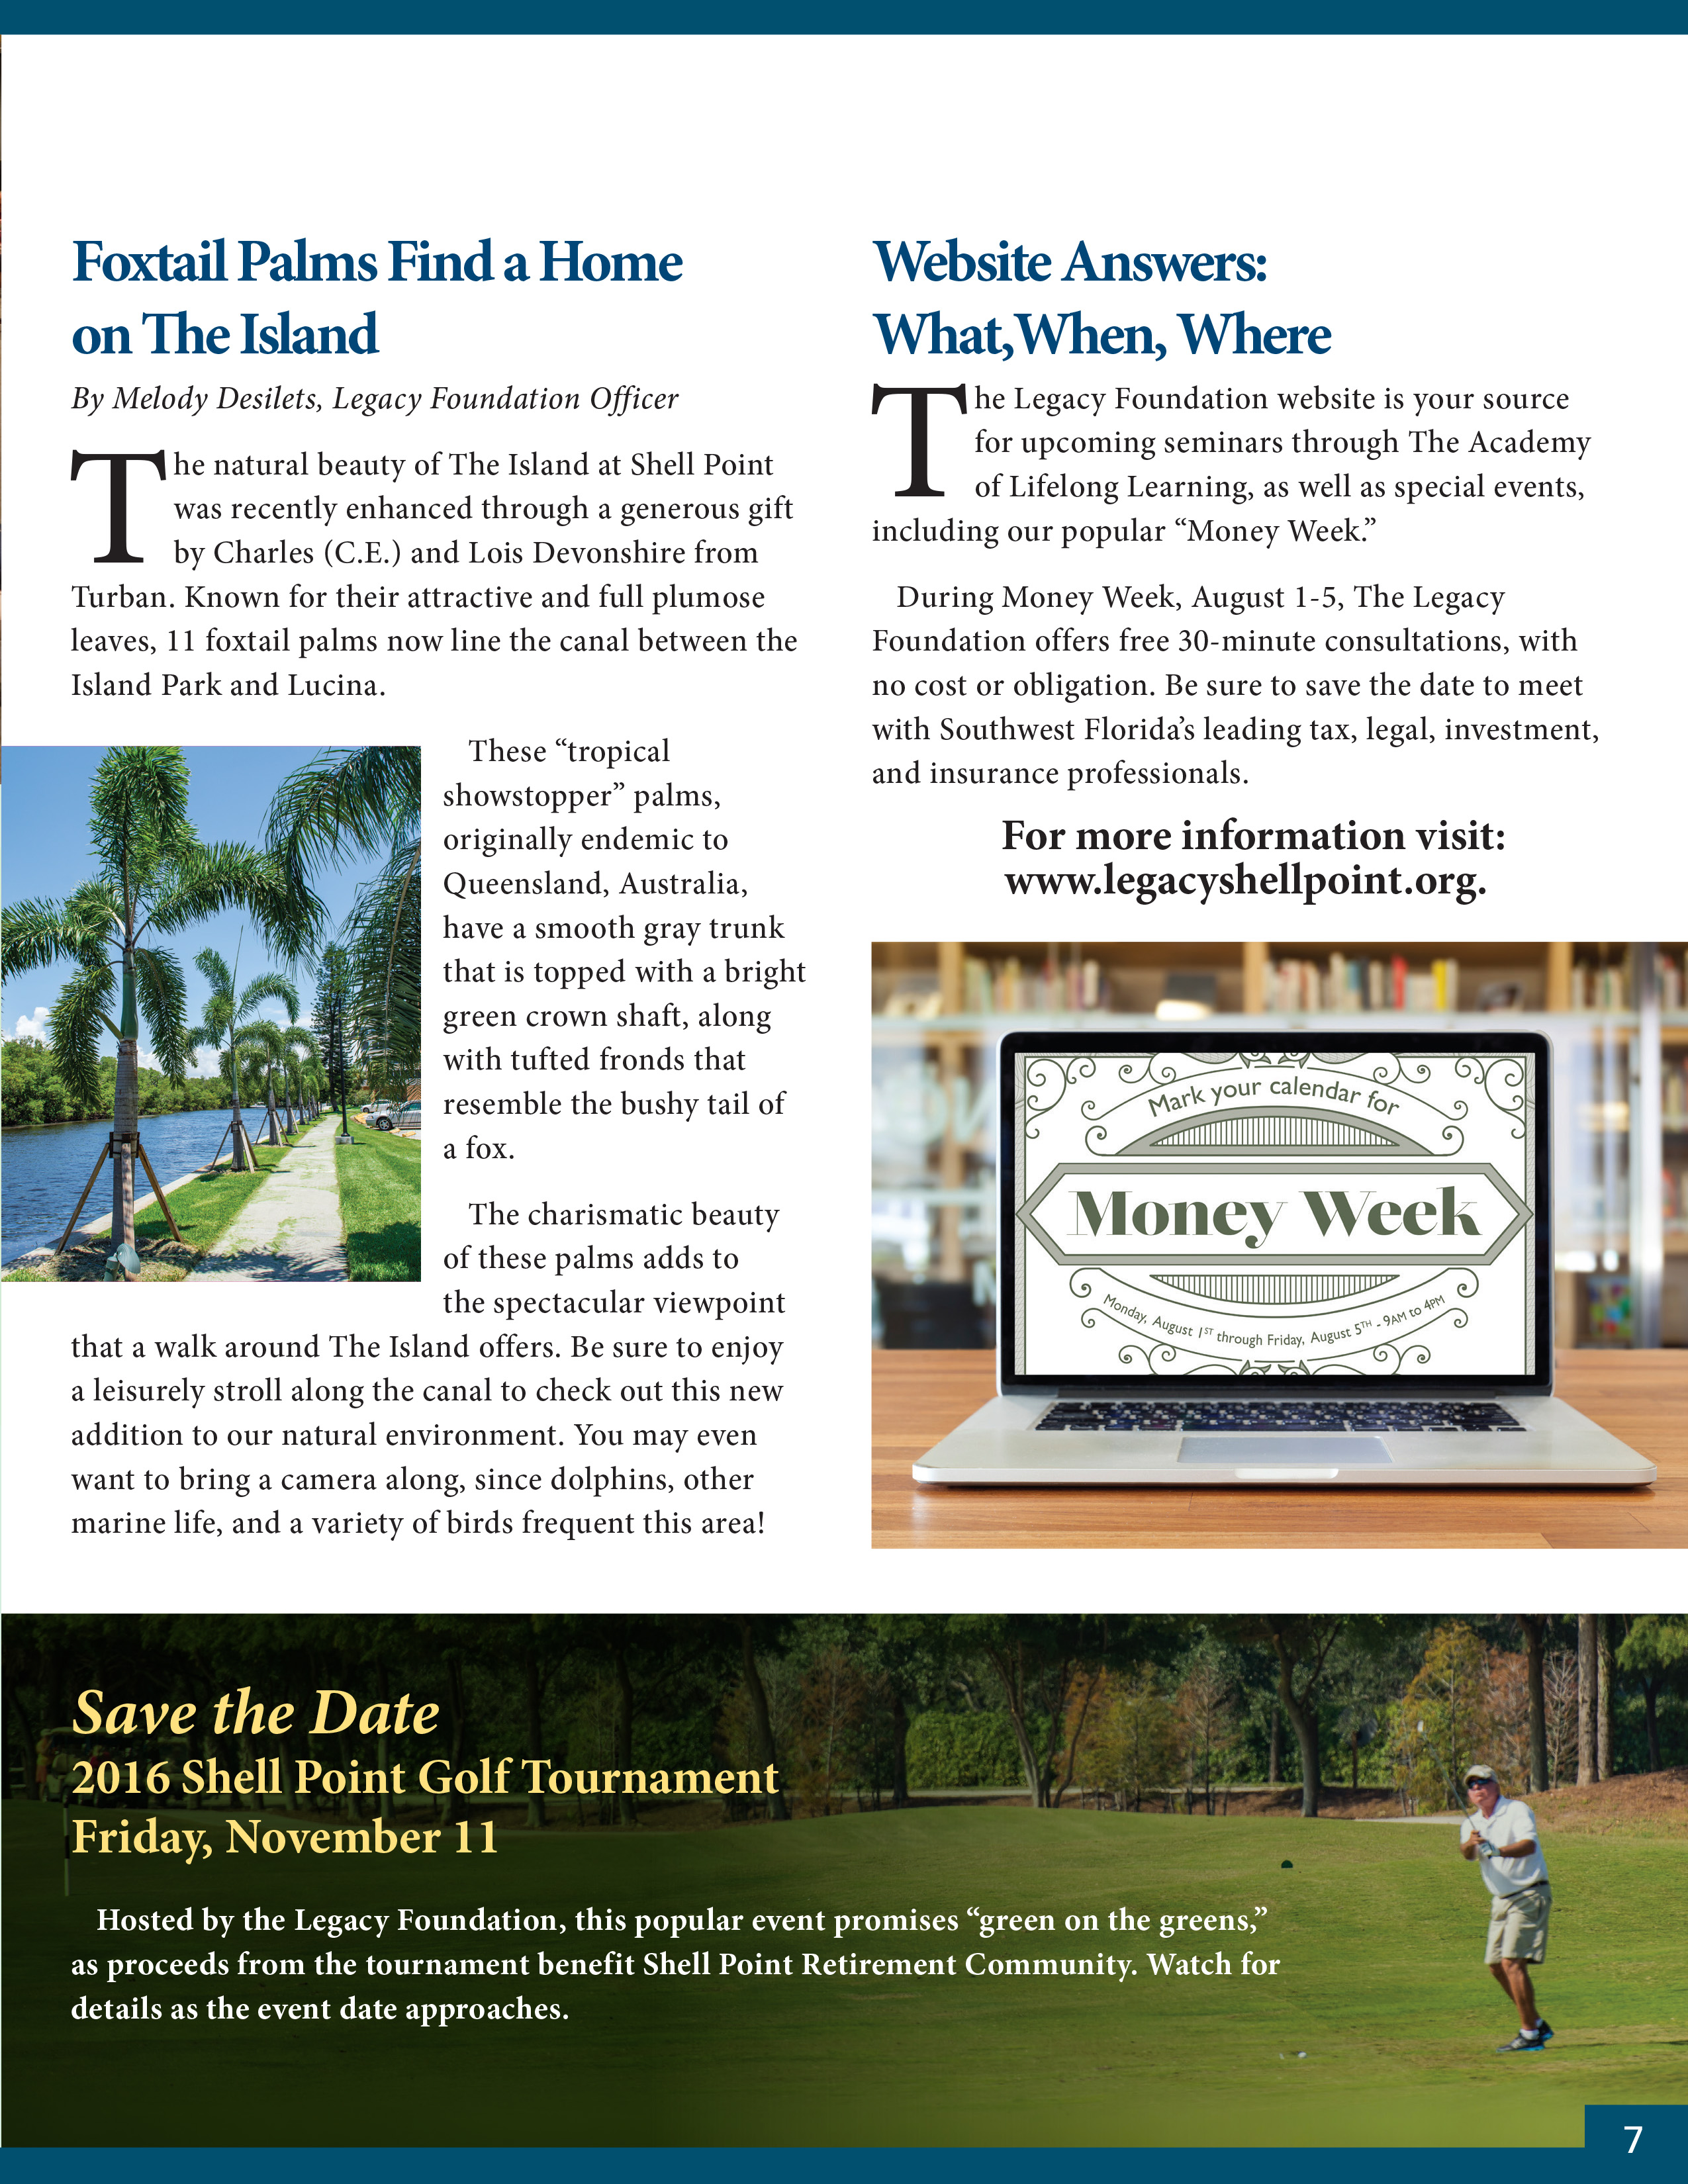 Foxtail Palms Find a Home
on The Island
By Melody Desilets, Legacy Foundation Officer
The natural beauty of The Island at Shell Point
was recently enhanced through a generous gift
by Charles (C.E.) and Lois Devonshire from
Turban. Known for their attractive and full plumose
leaves, 11 foxtail palms now line the canal between the
Island Park and Lucina.
These “tropical
showstopper” palms,
originally endemic to
Queensland, Australia,
have a smooth gray trunk
that is topped with a bright
green crown shaft, along
with tufted fronds that
resemble the bushy tail of
a fox.
The charismatic beauty
of these palms adds to
the spectacular viewpoint
that a walk around The Island offers. Be sure to enjoy
a leisurely stroll along the canal to check out this new
addition to our natural environment. You may even
want to bring a camera along, since dolphins, other
marine life, and a variety of birds frequent this area!
Website Answers:
What,When, Where
The Legacy Foundation website is your source
for upcoming seminars through The Academy
of Lifelong Learning, as well as special events,
including our popular “Money Week.”
During Money Week, August 1-5, The Legacy
Foundation offers free 30-minute consultations, with
no cost or obligation. Be sure to save the date to meet
with Southwest Florida’s leading tax, legal, investment,
and insurance professionals.
For more information visit:
www.legacyshellpoint.org.
Mark your calendar for
Money Week
Monday, August 1ST through Friday, August 5TH - 9AM to 4PM
Save the Date
2016 Shell Point Golf Tournament
Friday, November 11
Hosted by the Legacy Foundation, this popular event promises “green on the greens,”
as proceeds from the tournament benefit Shell Point Retirement Community. Watch for
details as the event date approaches.
7